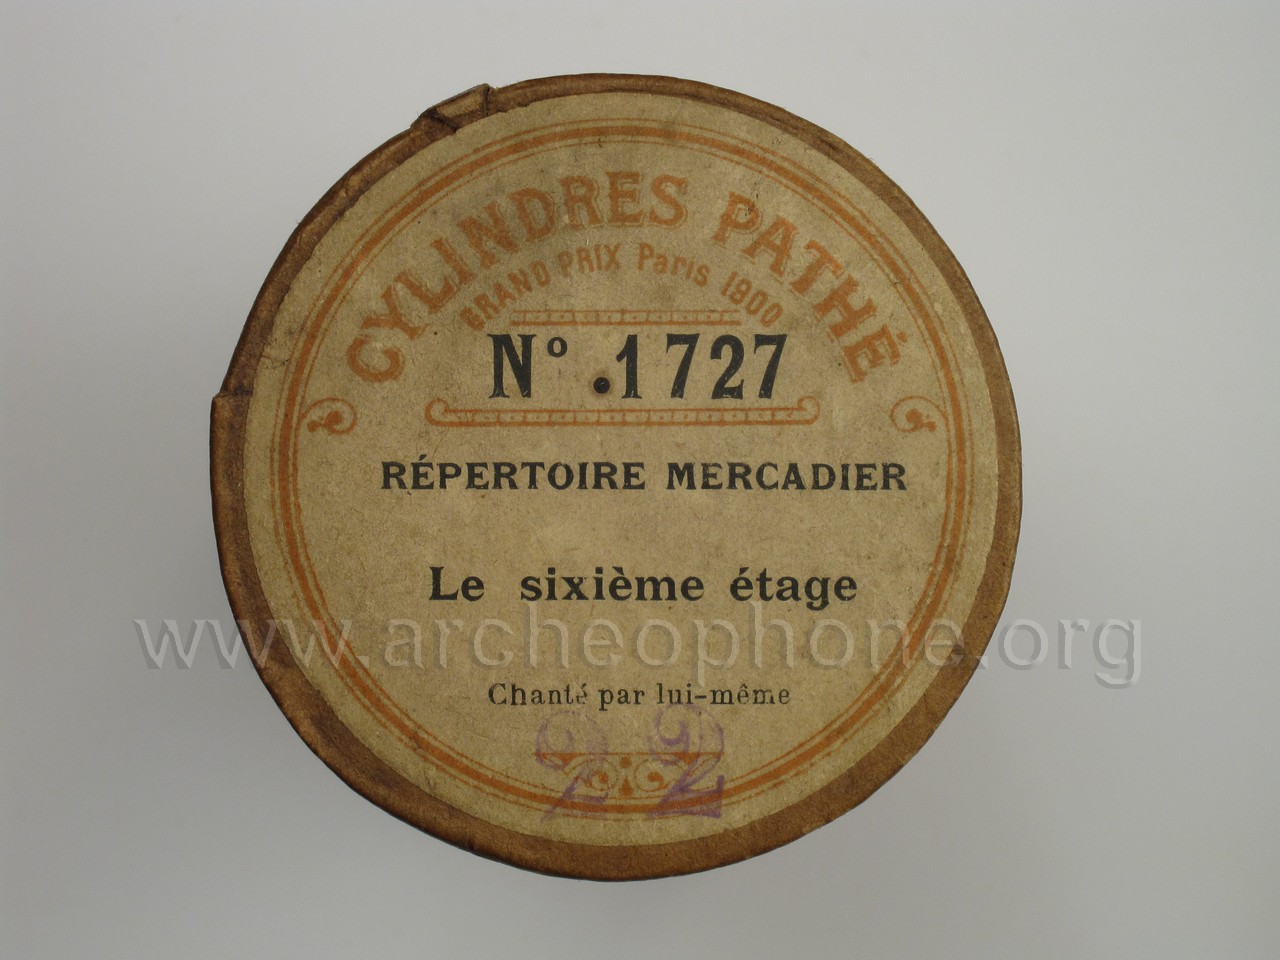 CYLINDRES PATHÉ
GRAND PRIX Paris 1900
Nº .1727
RÉPERTOIRE MERCADIER
Le sixième étage
www.archeophone.org
Chanté par lui-même
22